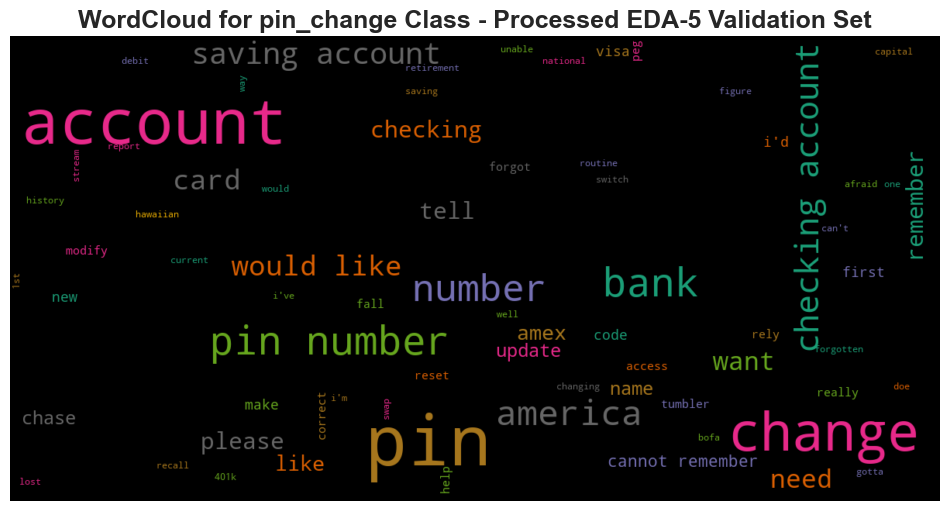 WordCloud for pin_change Class - Processed EDA-5 Validation Set
unable
visa
peg
capital
debit
saving account
national
retirement
way
saving
figure
account
checking
checking account
i'd
report
stream
forgot
routine
switch
card
would
afraid
one
remember
history
hawaiian
tell
can't
modify
current
would like
first
1st
new
i've
fall
number
bank
well
pin number
amex
code
rely
update
forgotten
want
access
reset
changing
name
really
doe
make
i'm
swap
tumbler
chase
correct
america
change
please
pin
bofa
cannot remember
recall
like
gotta
401k
help
need
lost